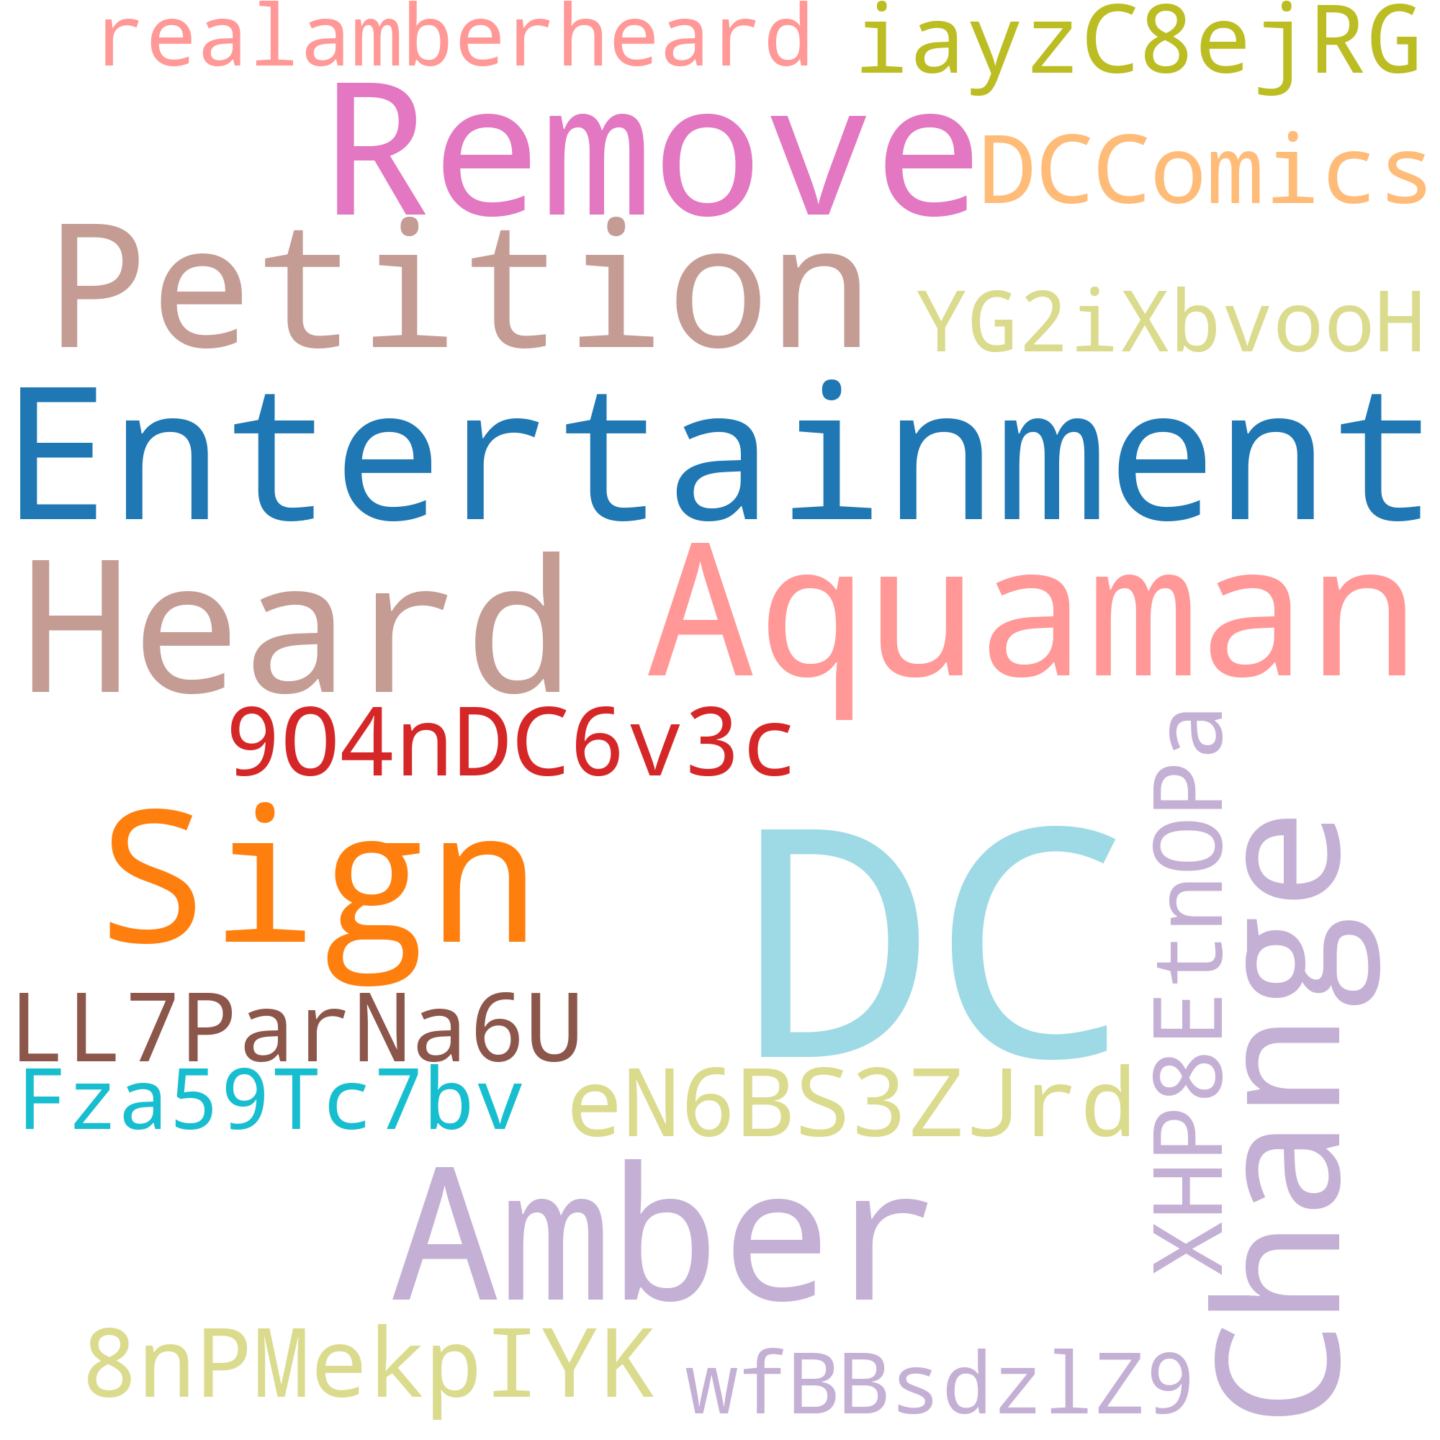 realamberheard iayzC8ejRG
Remove DCComics
Petition YG2iXbvooH
Entertainment
Heard Aquaman
9O4nDC6v3c
Sign DC
XHP8EtnOPa
Change
LL7ParNa6U
Fza59Tc7bv eN6BS3ZJrd
Amber
8nPMekpIYK wfBBsdzlZ9